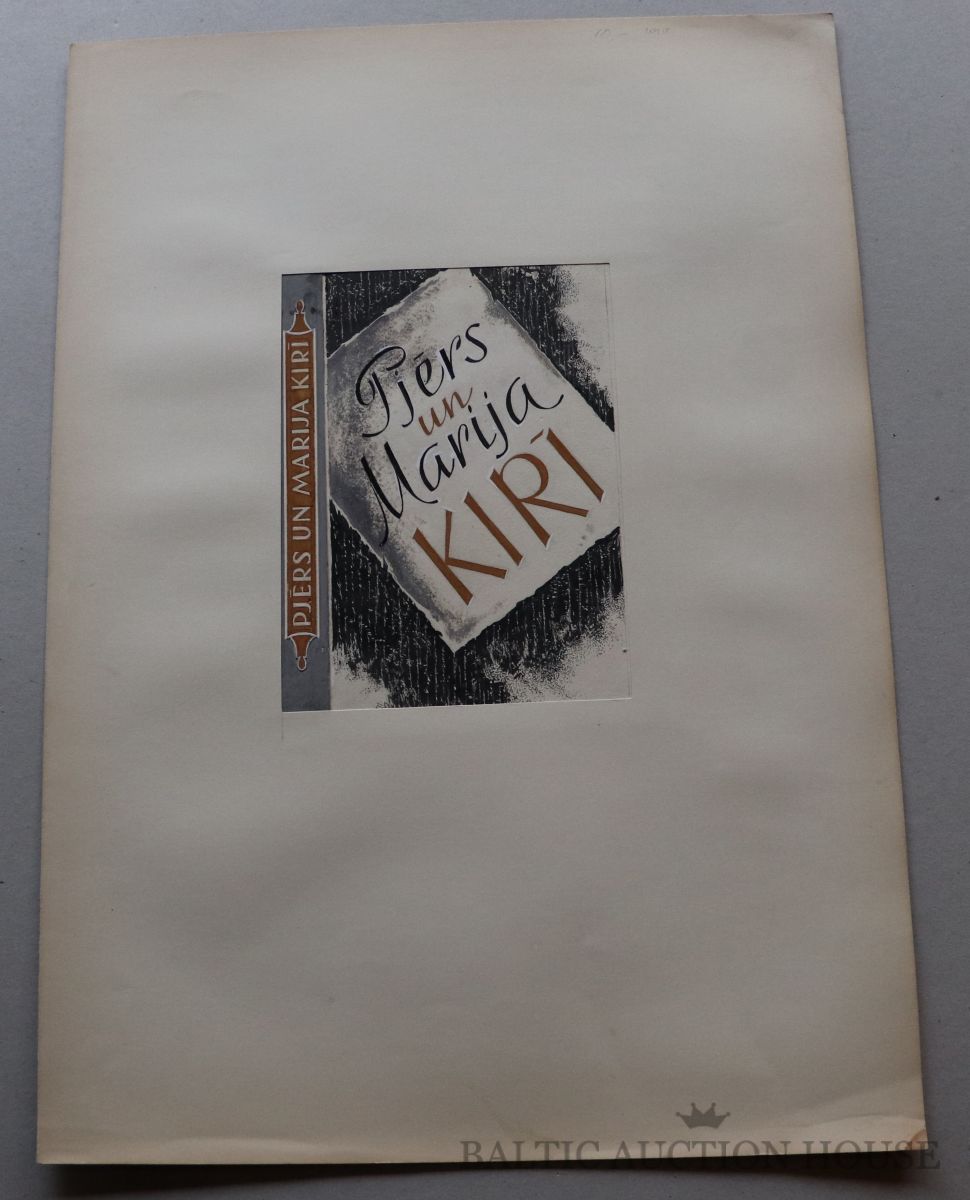 PJĒRS UN MARIJA KIRĪ
Pjērs
un
Marija
KIRĪ
BALTIC AUCTION HOUSE